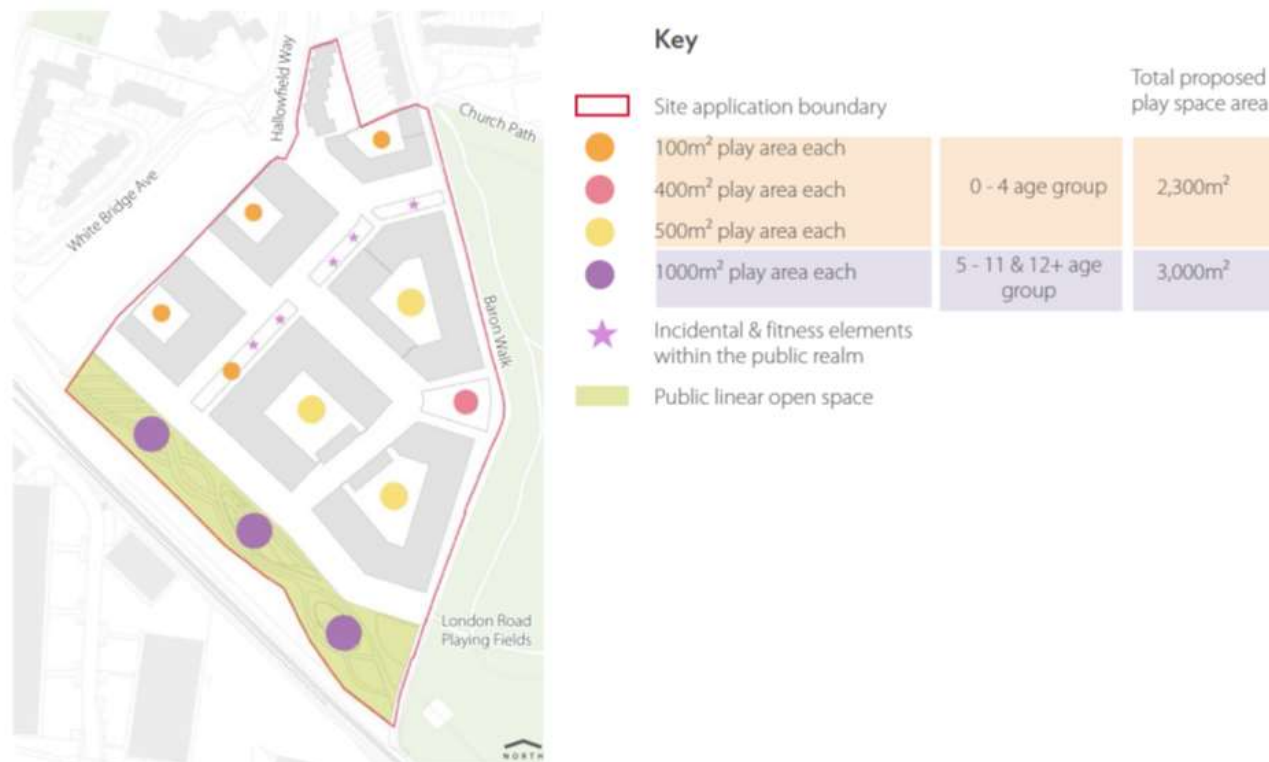 Hallowfield Way
Church Path
White Bridge Ave
Baron Walk
London Road
Playing Fields
NORTH
Key
Total proposed
play space area
Site application boundary
100m² play area each
400m² play area each
500m² play area each
0 - 4 age group
2,300m²
1000m² play area each
5 - 11 & 12+ age
group
3,000m²
Incidental & fitness elements
within the public realm
Public linear open space